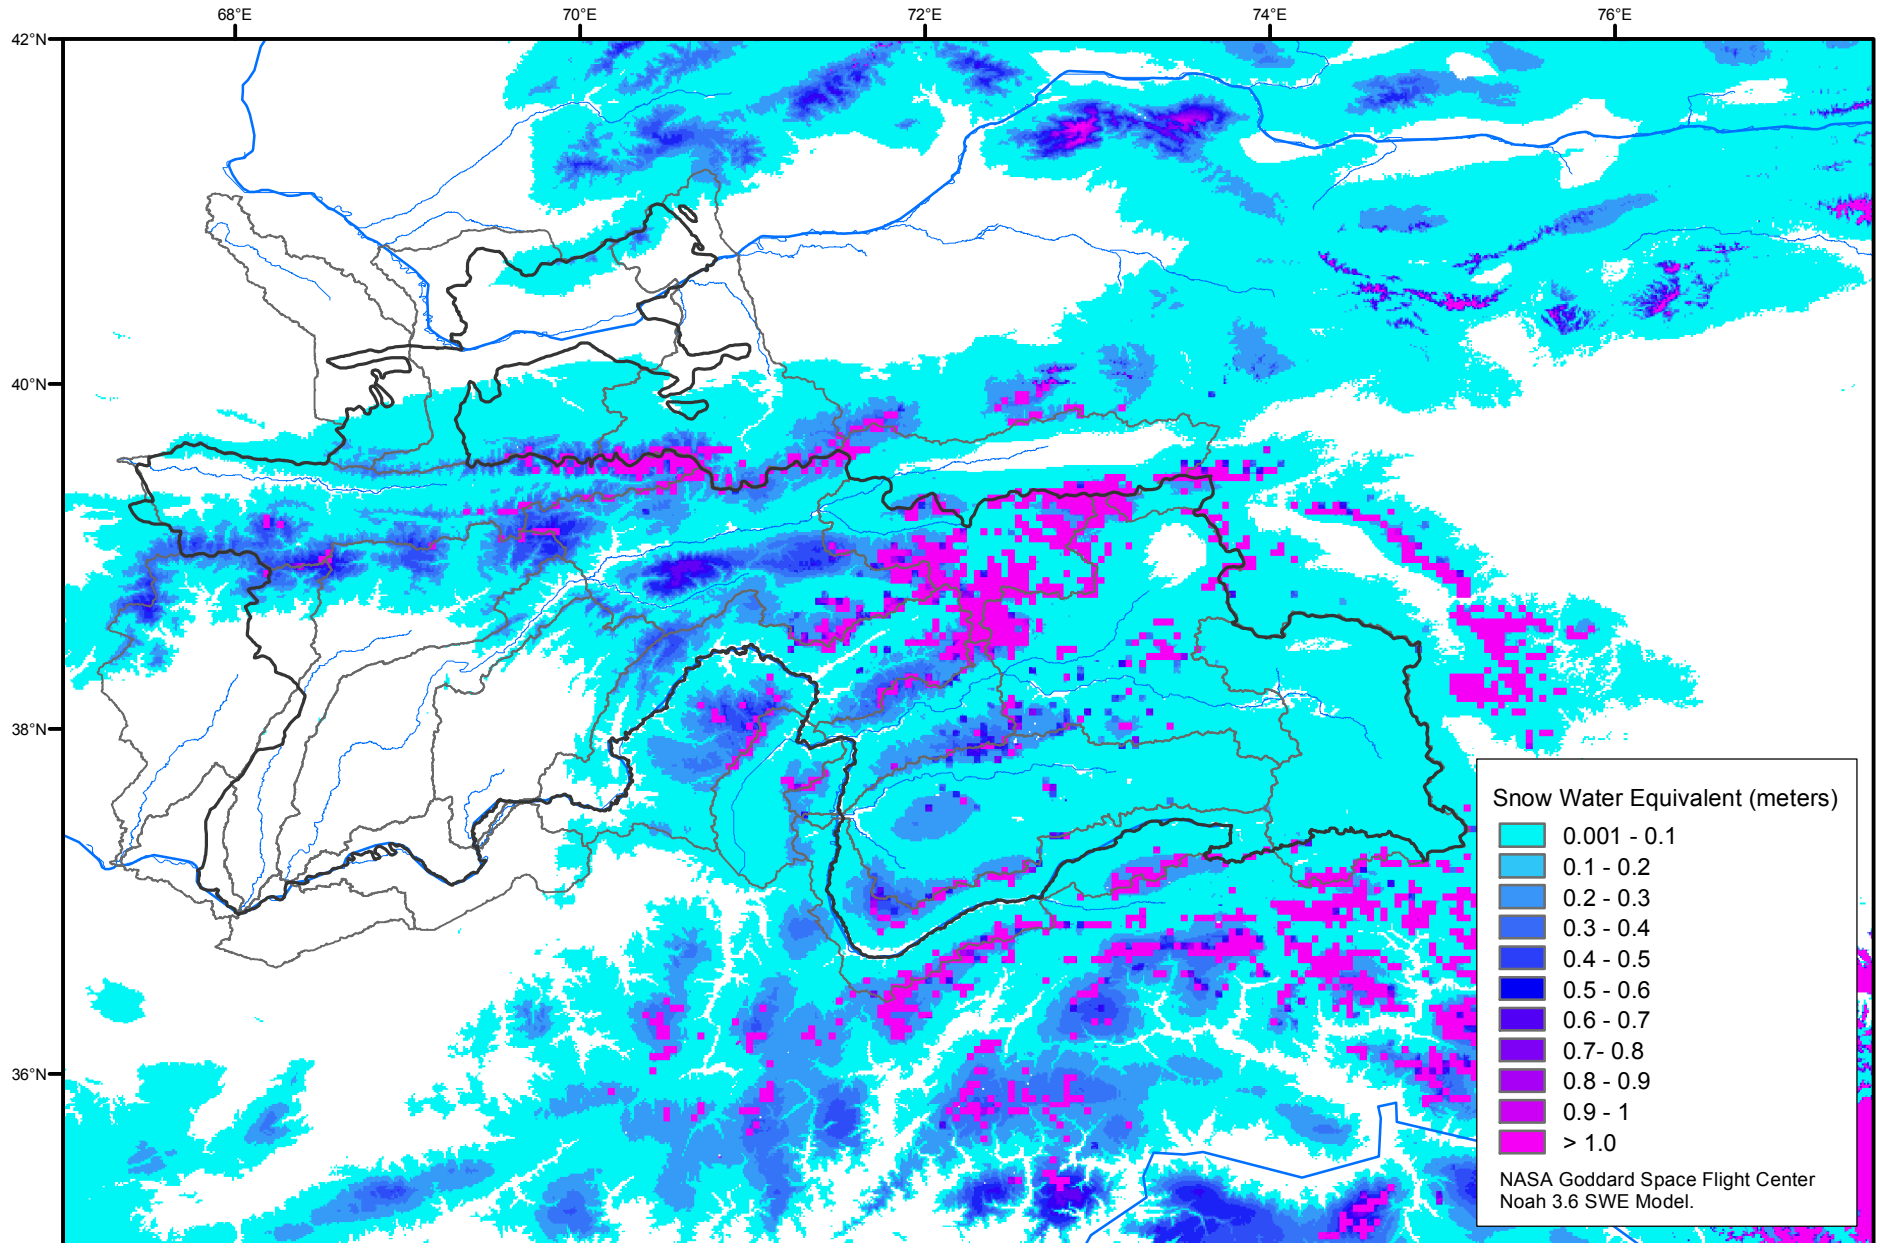 68°E 70°E 72°E 74°E 76°E
42°N
40°N
38°N
36°N
Snow Water Equivalent (meters)
0.001 - 0.1
0.1 - 0.2
0.2 - 0.3
0.3 - 0.4
0.4 - 0.5
0.5 - 0.6
0.6 - 0.7
0.7- 0.8
0.8 - 0.9
0.9 - 1
> 1.0
NASA Goddard Space Flight Center
Noah 3.6 SWE Model.